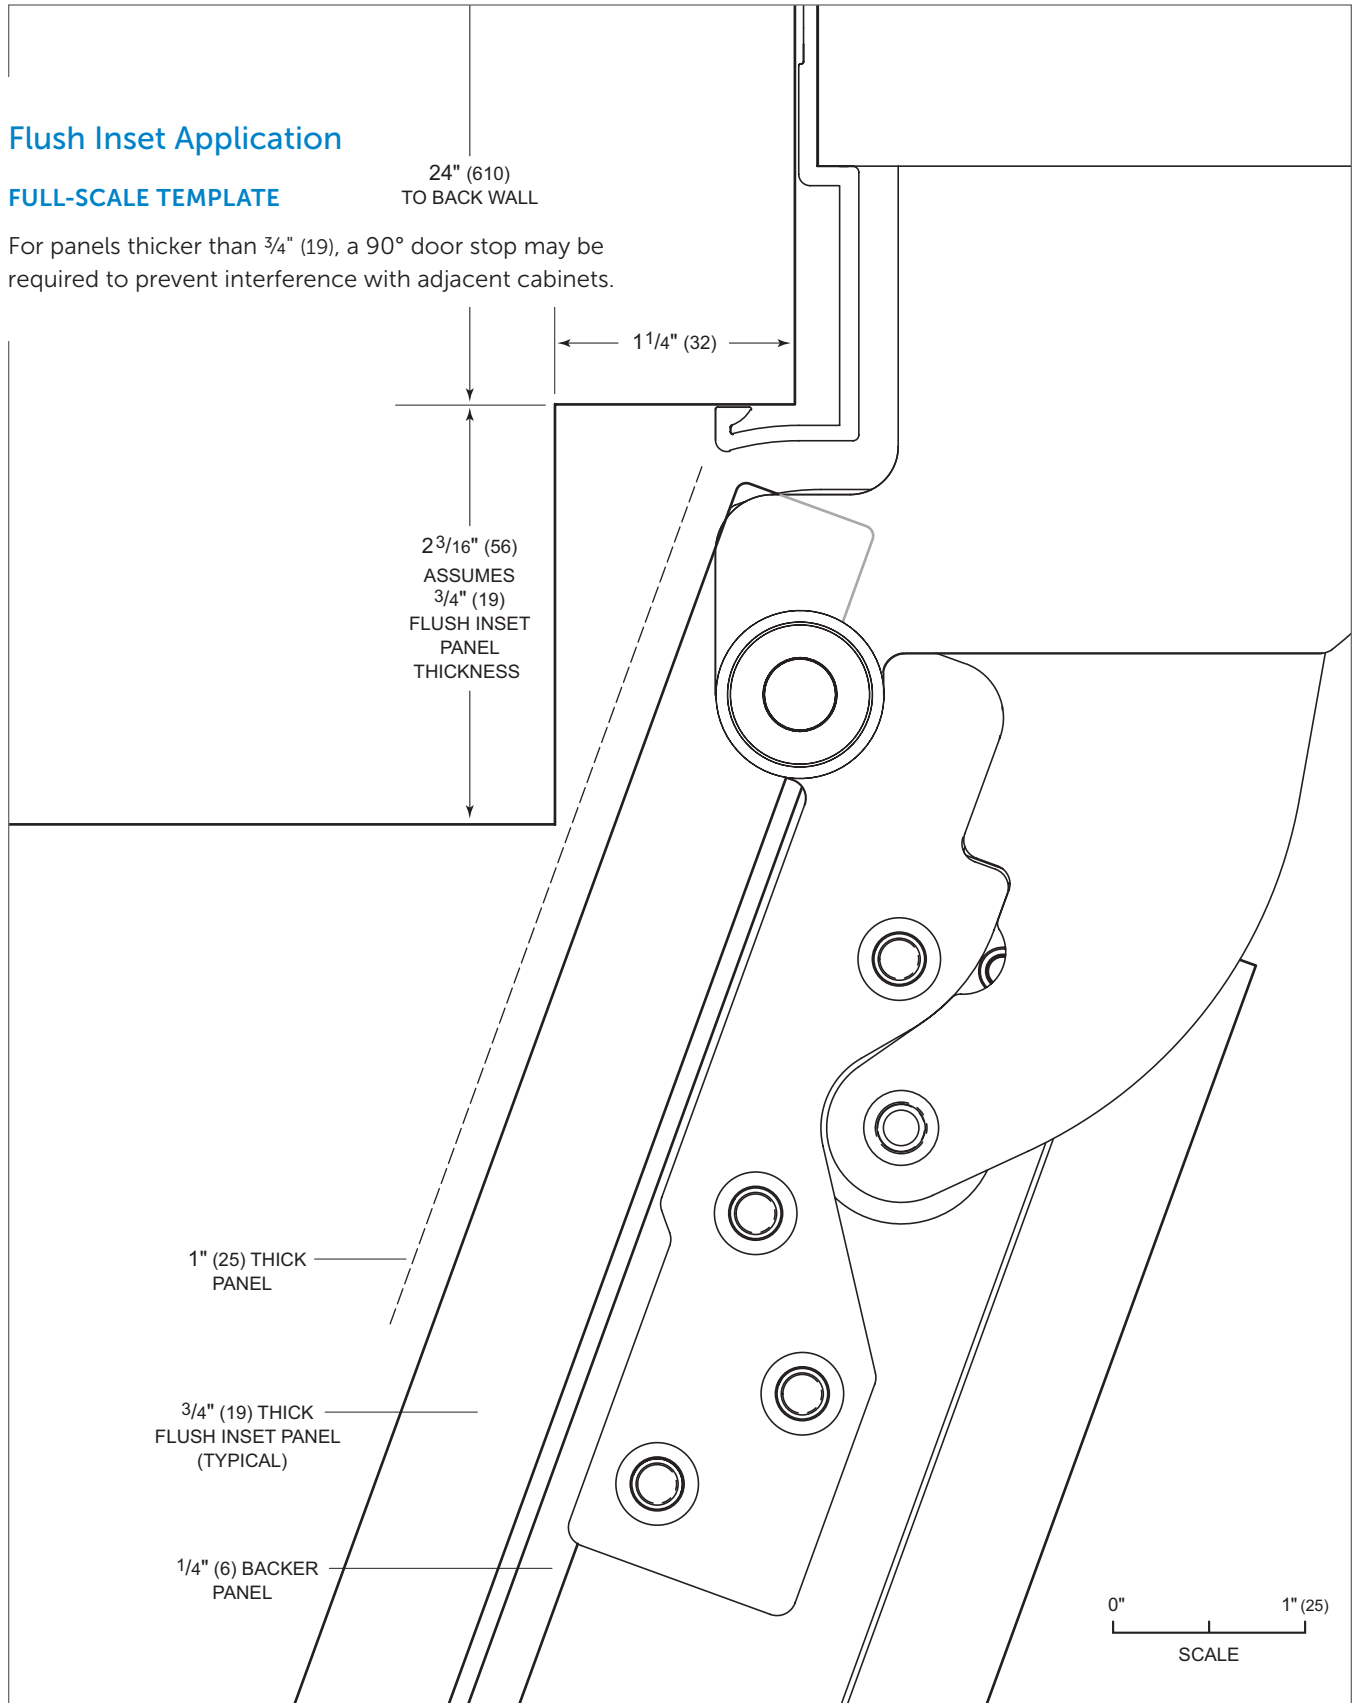 Flush Inset Application
FULL-SCALE TEMPLATE
For panels thicker than 3/4" (19), a 90° door stop may be
required to prevent interference with adjacent cabinets.
24" (610)
TO BACK WALL
1 1/4" (32)
2 3/16" (56)
ASSUMES
3/4" (19)
FLUSH INSET
PANEL
THICKNESS
1" (25) THICK
PANEL
3/4" (19) THICK
FLUSH INSET PANEL
(TYPICAL)
1/4" (6) BACKER
PANEL
0" 1" (25)
SCALE